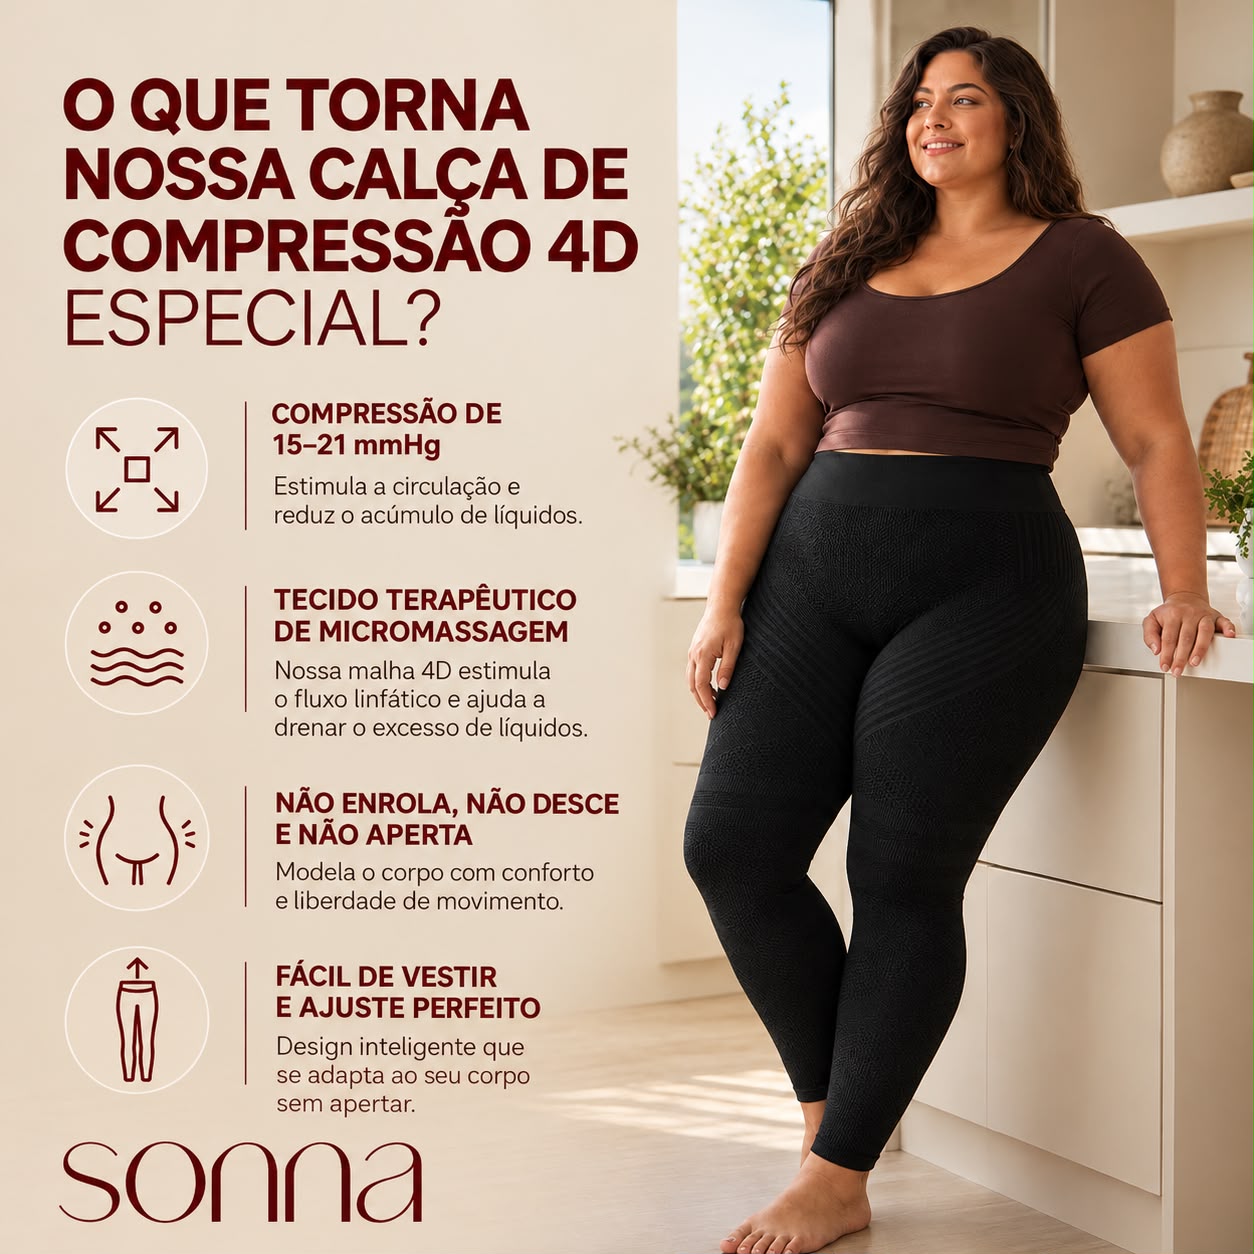 O QUE TORNA
NOSSA CALÇA DE
COMPRESSÃO 4D
ESPECIAL?
COMPRESSÃO DE
15–21 mmHg
Estimula a circulação e
reduz o acúmulo de líquidos.
TECIDO TERAPÊUTICO
DE MICROMASSAGEM
Nossa malha 4D estimula
o fluxo linfático e ajuda a
drenar o excesso de líquidos.
NÃO ENROLA, NÃO DESCE
E NÃO APERTA
Modela o corpo com conforto
e liberdade de movimento.
FÁCIL DE VESTIR
E AJUSTE PERFEITO
Design inteligente que
se adapta ao seu corpo
sem apertar.
sonna